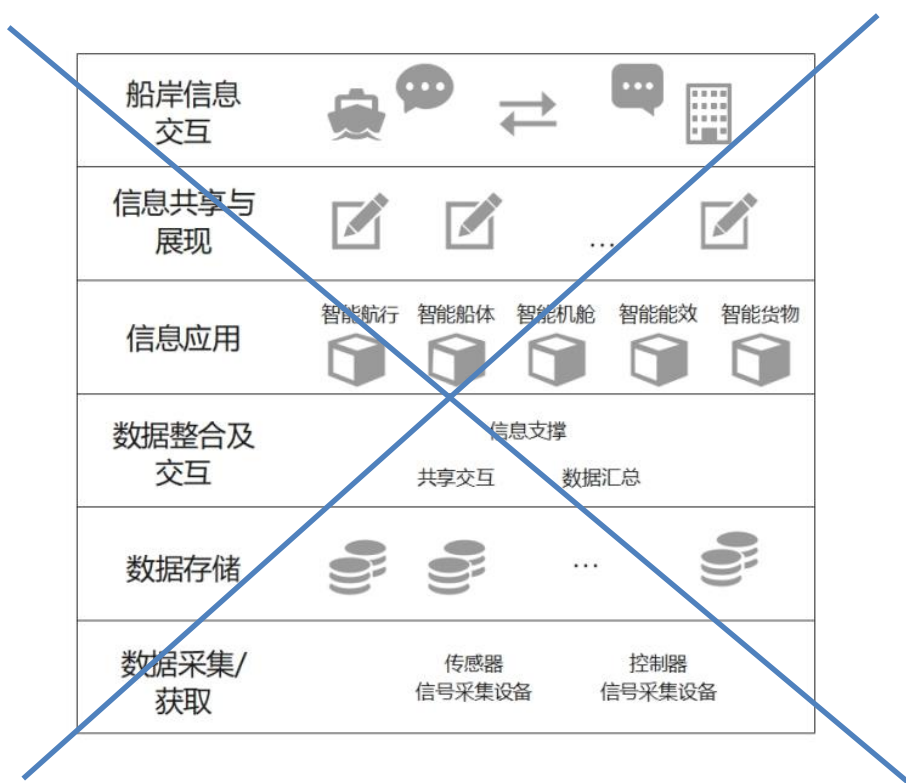 船岸信息
交互
信息共享与
展现
...
信息应用
智能航行 智能船体 智能机舱 智能能效 智能货物
数据整合及
交互
信息支撑
共享交互 数据汇总
数据存储
...
数据采集/
获取
传感器
信号采集设备
控制器
信号采集设备